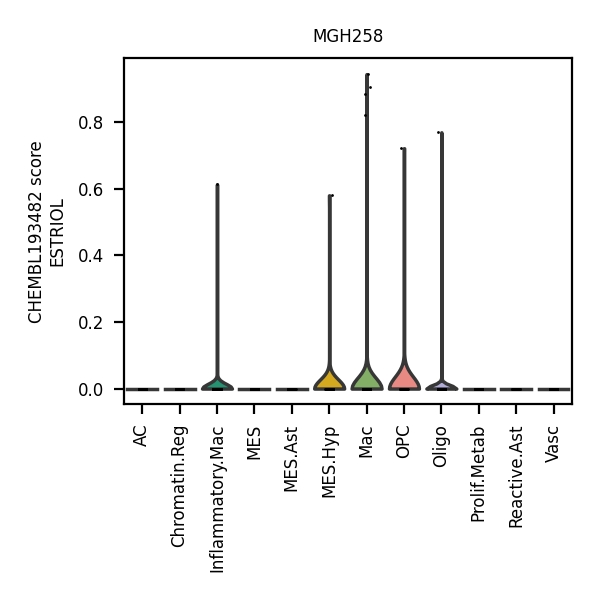 MGH258
CHEMBL193482 score
ESTRIOL
0.8
0.6
0.4
0.2
0.0
AC
Chromatin.Reg
Inflammatory.Mac
MES
MES.Ast
MES.Hyp
Mac
OPC
Oligo
Prolif.Metab
Reactive.Ast
Vasc